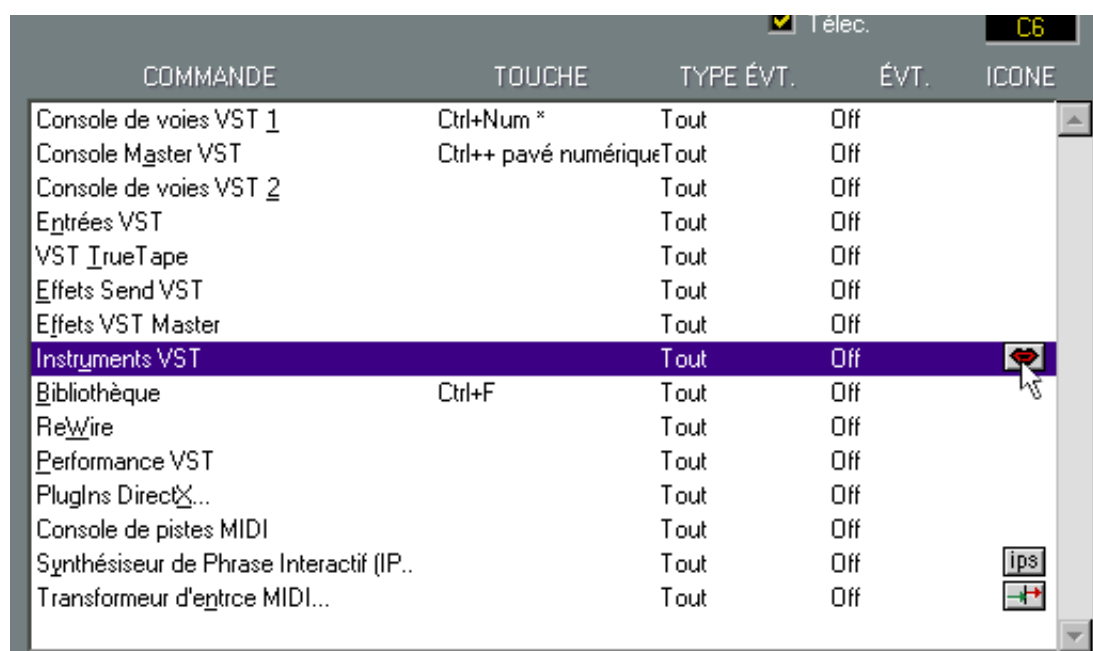 Télec. C6
COMMANDE TOUCHE TYPE ÉVT. ÉVT. ICONE
Console de voies VST 1 Ctrl+Num * Tout Off
Console Master VST Ctrl++ pavé numérique Tout Off
Console de voies VST 2 Tout Off
Entrées VST Tout Off
VST TrueTape Tout Off
Effets Send VST Tout Off
Effets VST Master Tout Off
Instruments VST Tout Off
Bibliothèque Ctrl+F Tout Off
ReWire Tout Off
Performance VST Tout Off
PlugIns DirectX... Tout Off
Console de pistes MIDI Tout Off
Synthésiseur de Phrase Interactif (IP.. Tout Off ips
Transformeur d'entrce MIDI... Tout Off